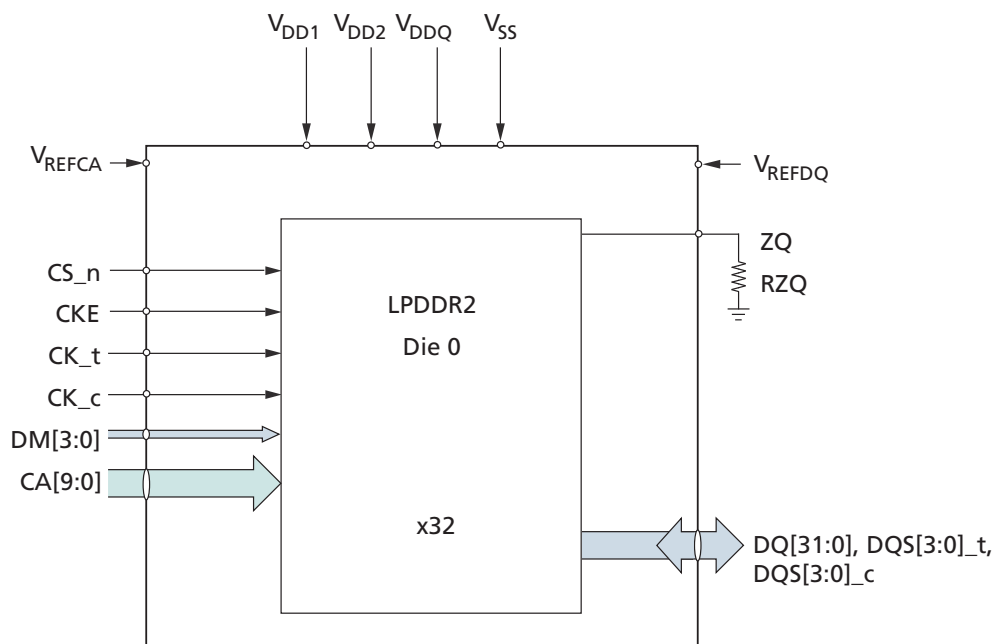 VDD1 VDD2 VDDQ VSS
VREFCA
VREFDQ
ZQ
RZQ
CS_n
CKE
CK_t
CK_c
DM[3:0]
CA[9:0]
LPDDR2
Die 0
x32
DQ[31:0], DQS[3:0]_t,
DQS[3:0]_c